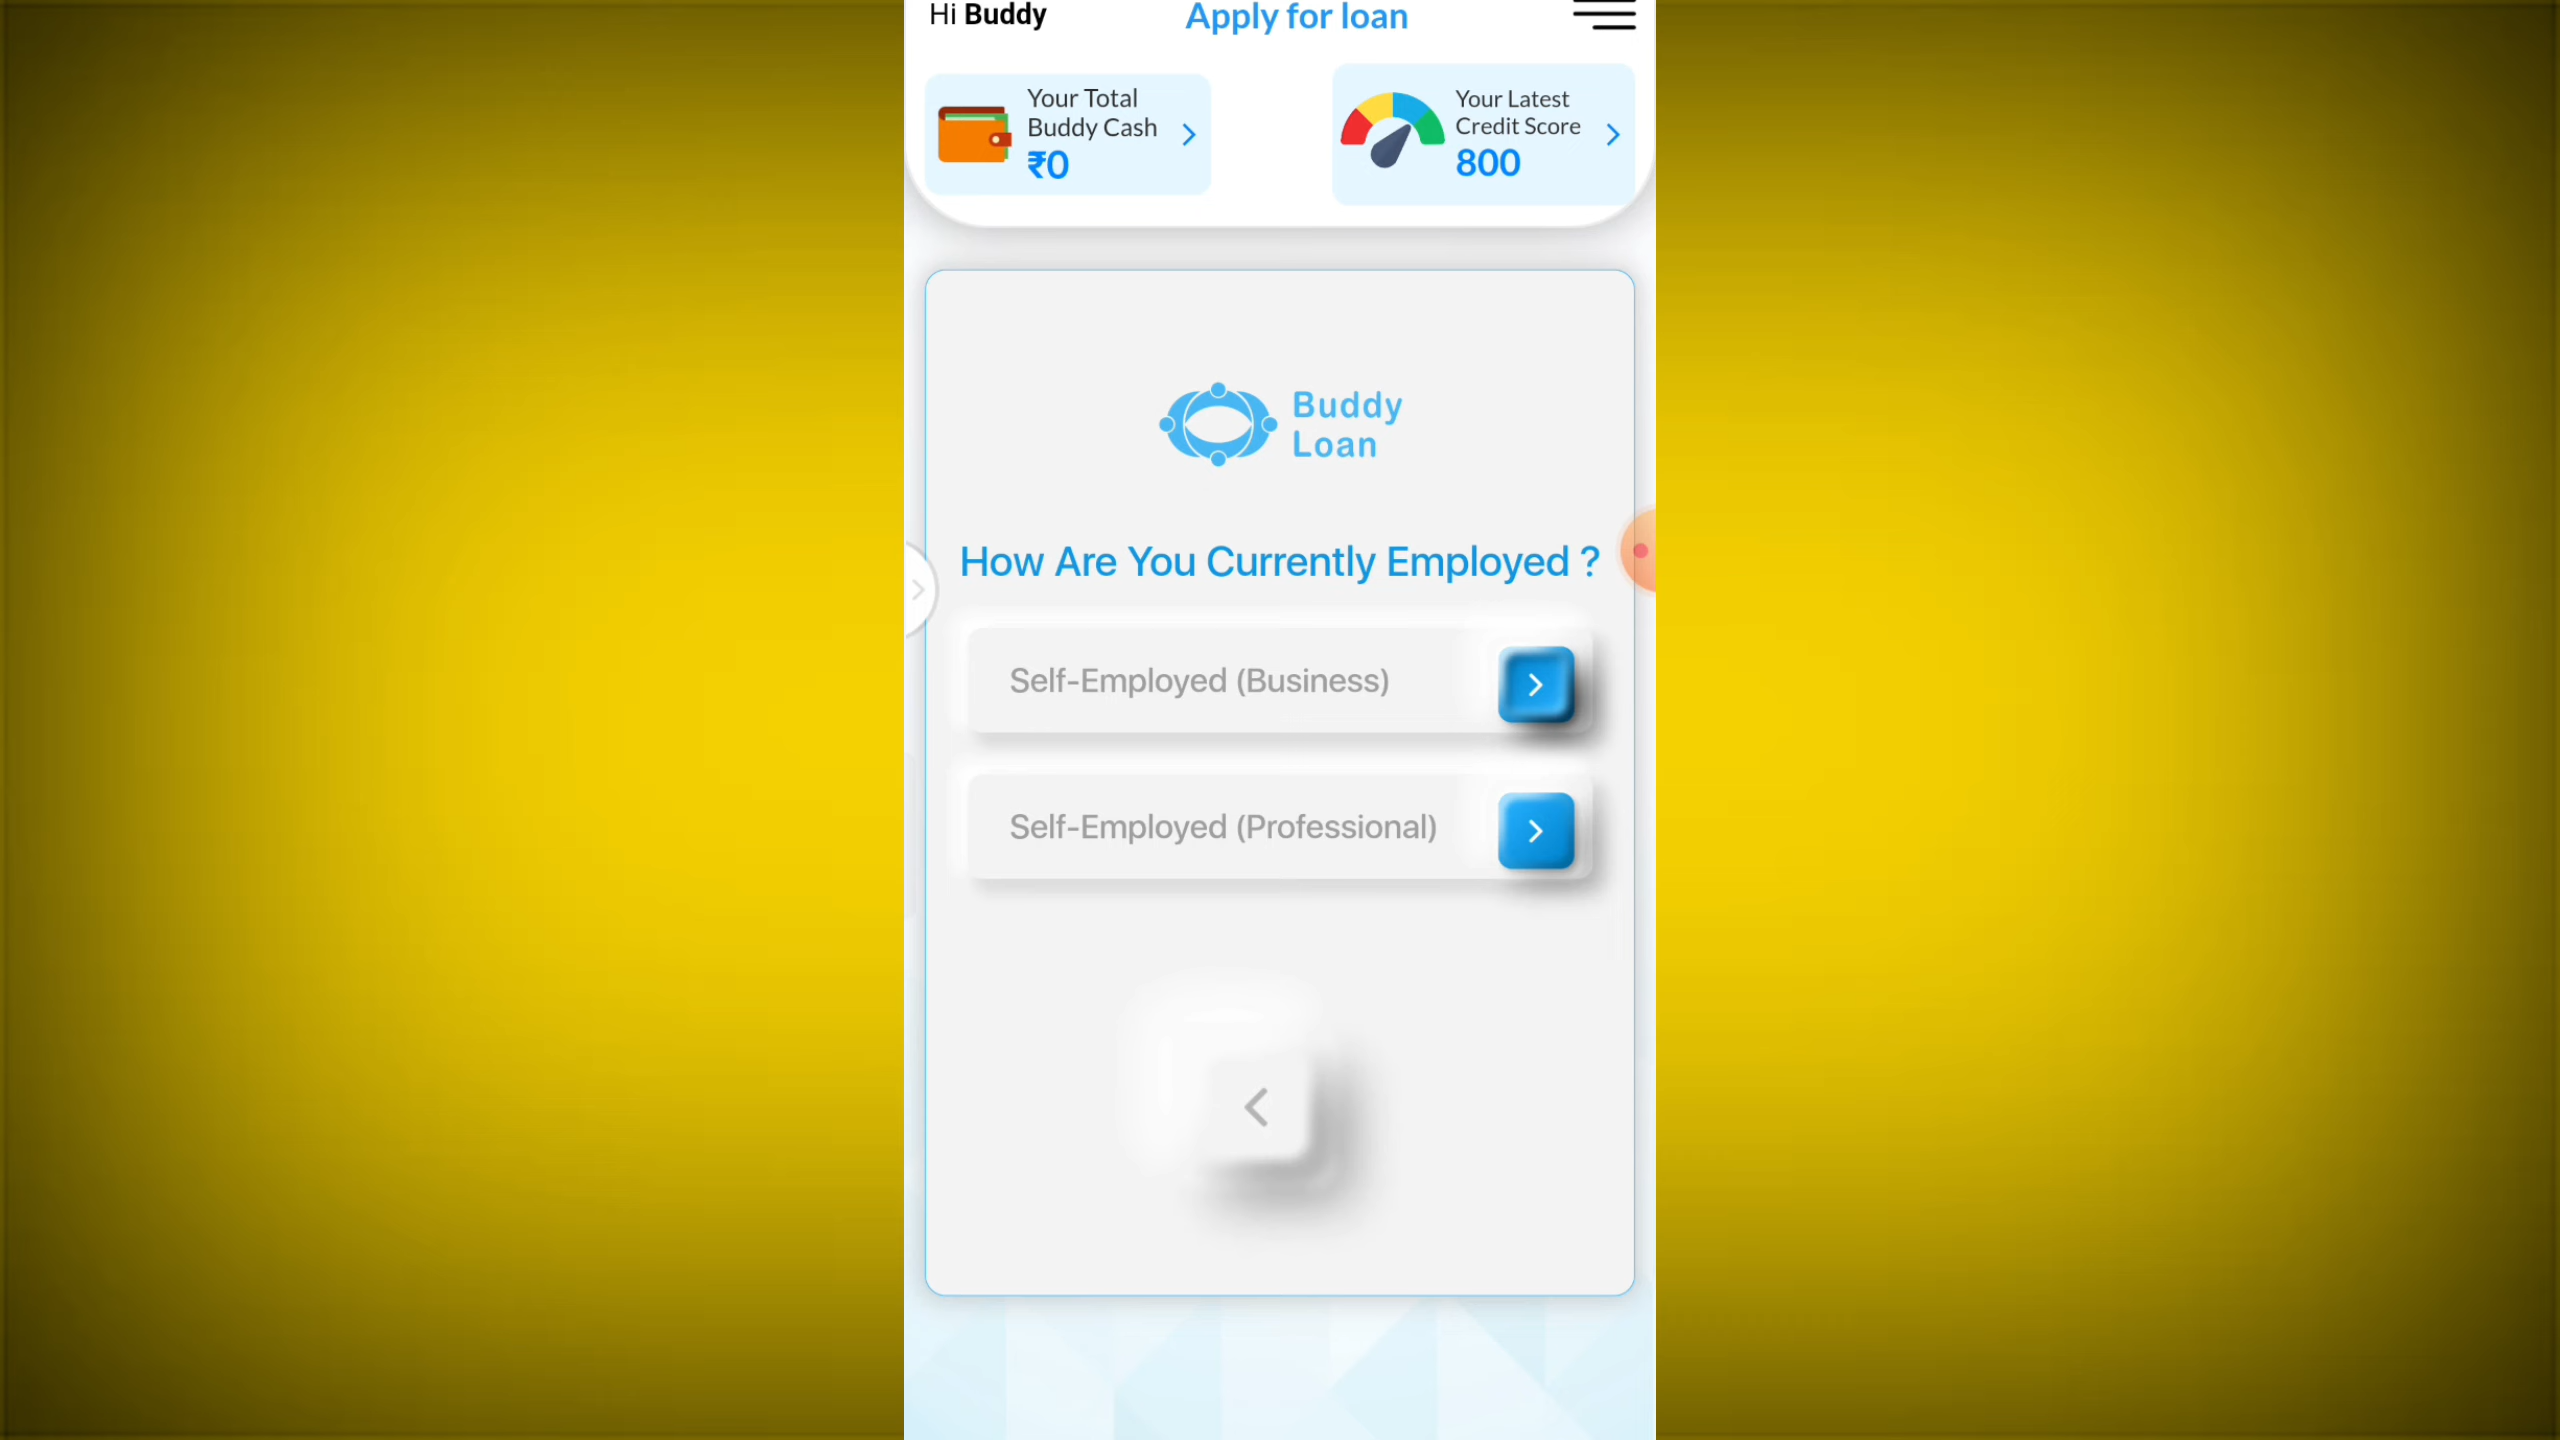 Hi Buddy
Apply for loan
Your Total
Buddy Cash
₹0
Your Latest
Credit Score
800
Buddy
Loan
How Are You Currently Employed ?
Self-Employed (Business)
Self-Employed (Professional)